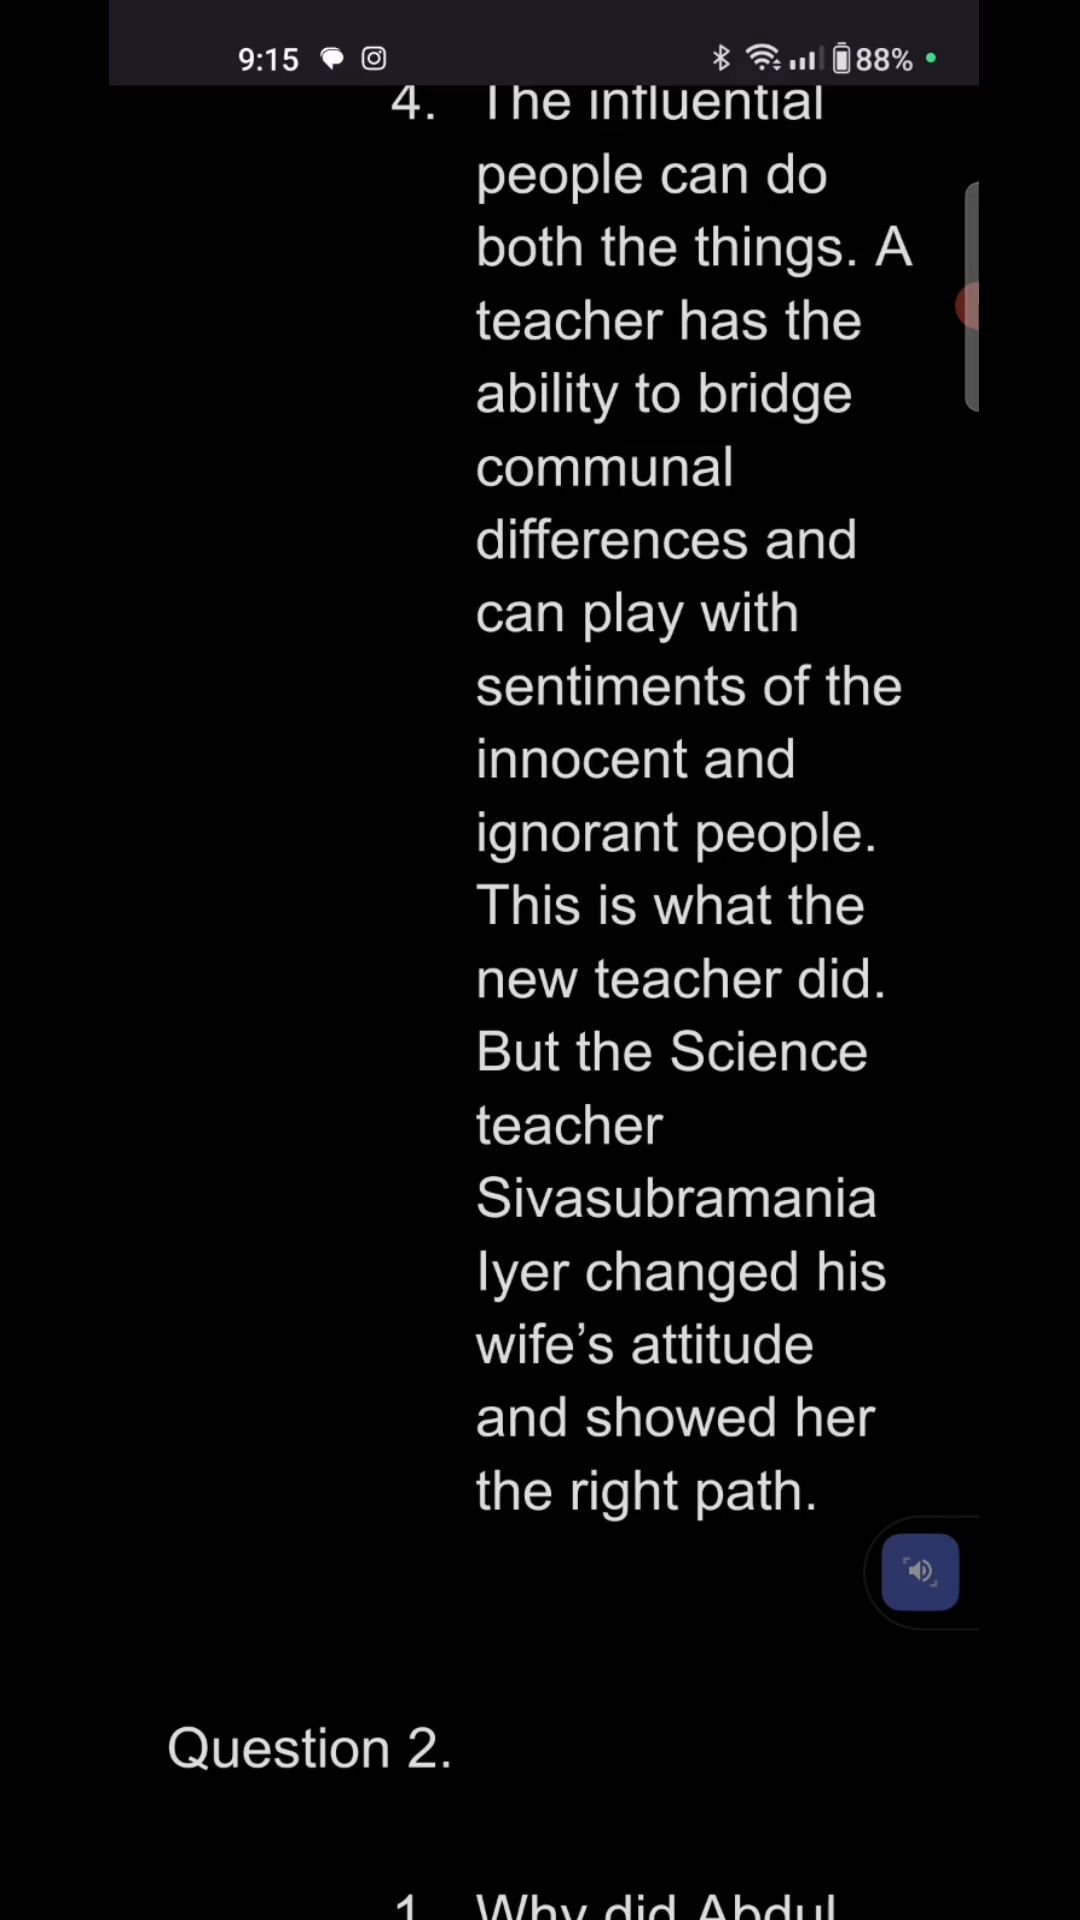 9:15 88%
4. The influential
people can do
both the things. A
teacher has the
ability to bridge
communal
differences and
can play with
sentiments of the
innocent and
ignorant people.
This is what the
new teacher did.
But the Science
teacher
Sivasubramania
Iyer changed his
wife’s attitude
and showed her
the right path.
Question 2.
1. Why did Abdul